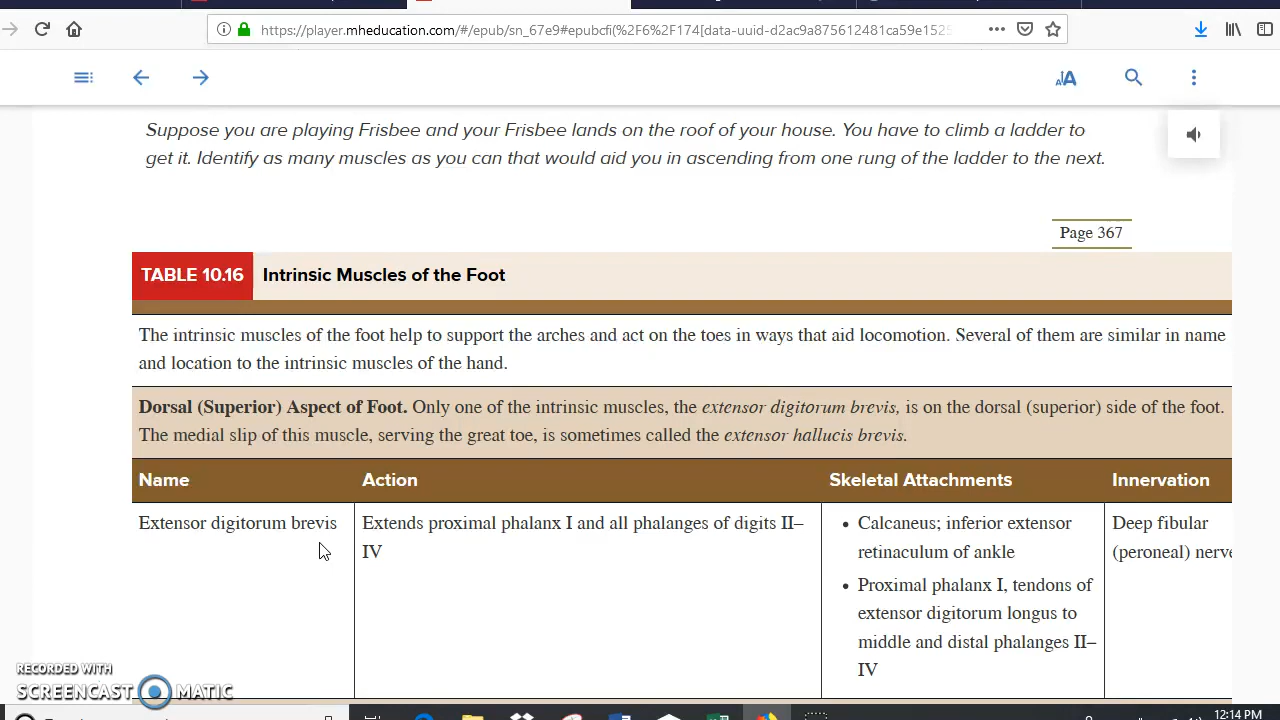 https://player.mheducation.com/#/epub/sn_67e9#epubcfi(%2F6%2F174[data-uuid-d2ac9a875612481ca59e1525
Suppose you are playing Frisbee and your Frisbee lands on the roof of your house. You have to climb a ladder to
get it. Identify as many muscles as you can that would aid you in ascending from one rung of the ladder to the next.
Page 367
TABLE 10.16 Intrinsic Muscles of the Foot
The intrinsic muscles of the foot help to support the arches and act on the toes in ways that aid locomotion. Several of them are similar in name
and location to the intrinsic muscles of the hand.
Dorsal (Superior) Aspect of Foot. Only one of the intrinsic muscles, the extensor digitorum brevis, is on the dorsal (superior) side of the foot.
The medial slip of this muscle, serving the great toe, is sometimes called the extensor hallucis brevis.
Name Action Skeletal Attachments Innervation
Extensor digitorum brevis
Extends proximal phalanx I and all phalanges of digits II–
IV
• Calcaneus; inferior extensor
retinaculum of ankle
• Proximal phalanx I, tendons of
extensor digitorum longus to
middle and distal phalanges II–
IV
Deep fibular
(peroneal) nerve
RECORDED WITH
SCREENCAST MATIC
12:14 PM